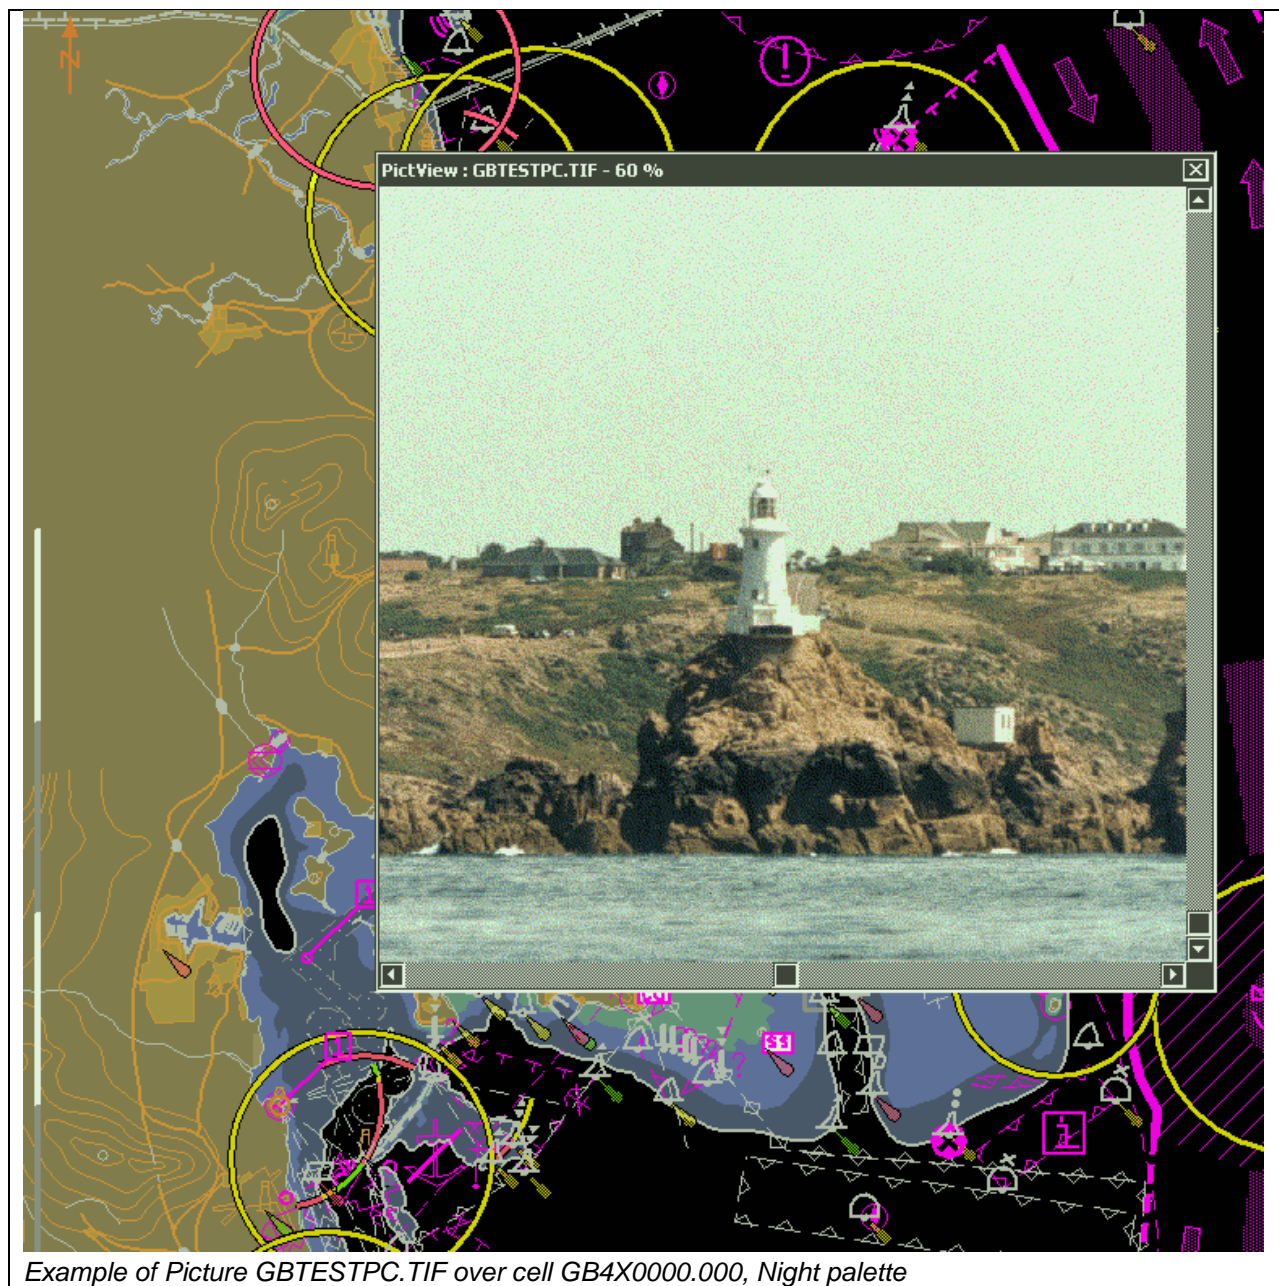 N
PictView : GBTESTPC.TIF - 60 %
Example of Picture GBTESTPC.TIF over cell GB4X0000.000, Night palette